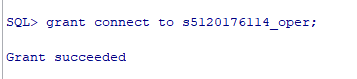 SQL> grant connect to s5120176114_oper;
Grant succeeded